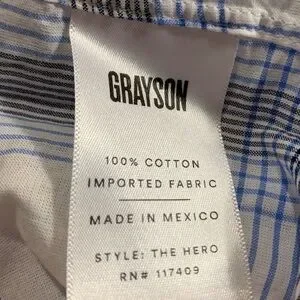 GRAYSON
100% COTTON
IMPORTED FABRIC
MADE IN MEXICO
STYLE: THE HERO
RN# 117409